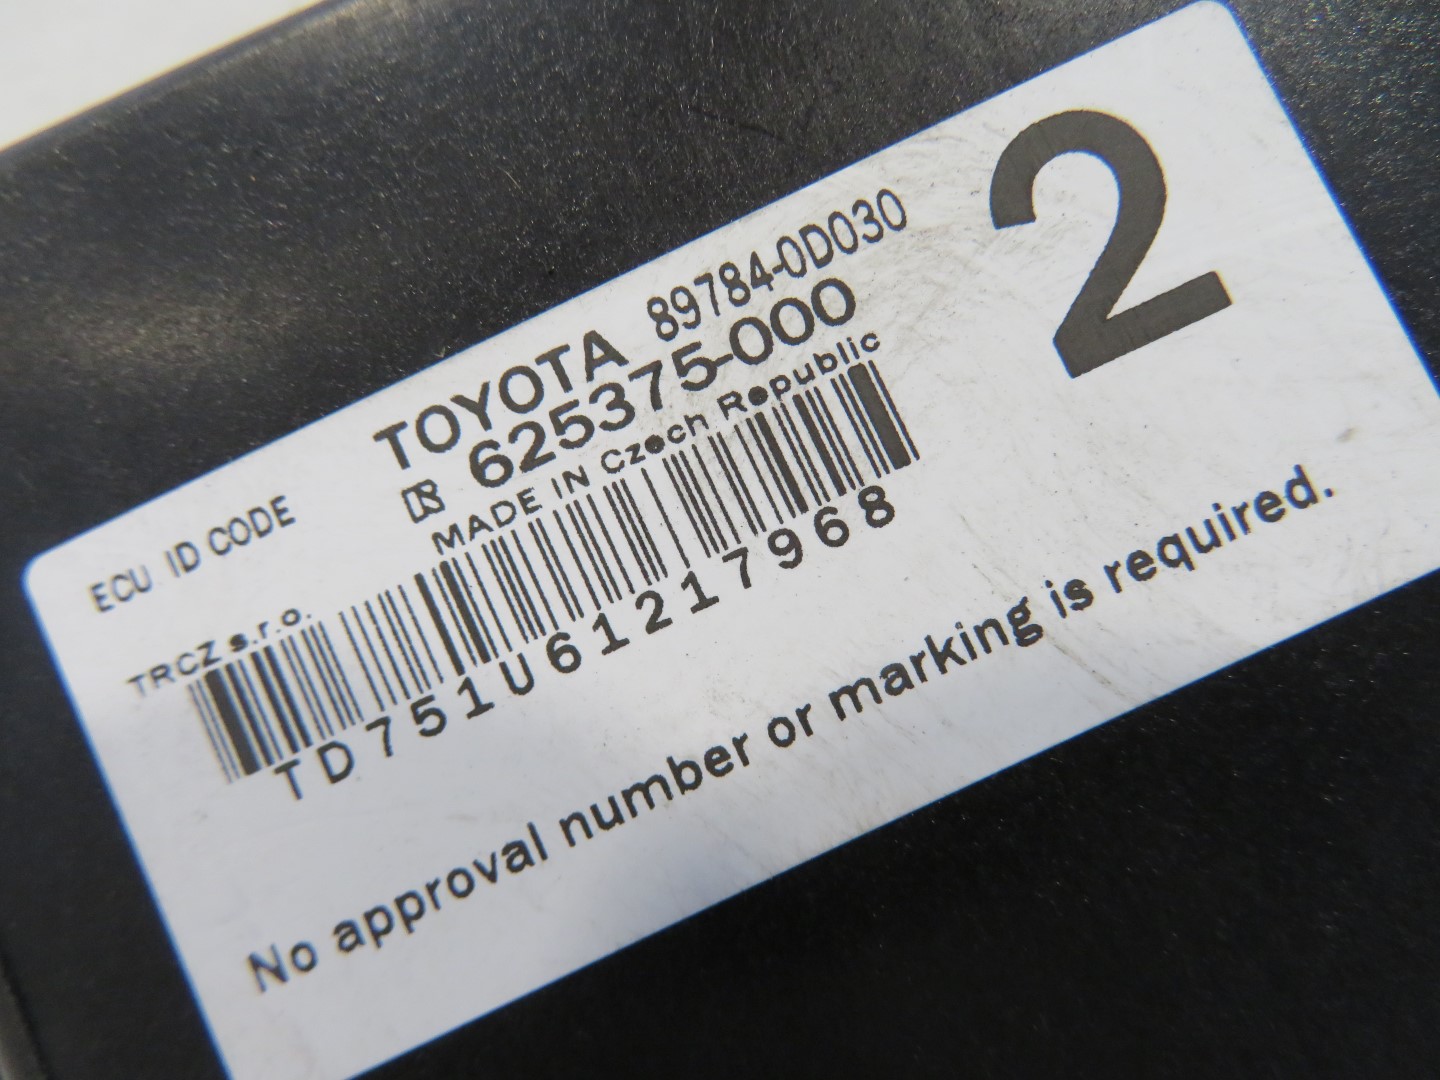 2
TOYOTA 89784-0D030
625375-000
ECU ID CODE
MADE IN Czech Republic
TRCZ s.r.o.
TD751U61217968
No approval number or marking is required.